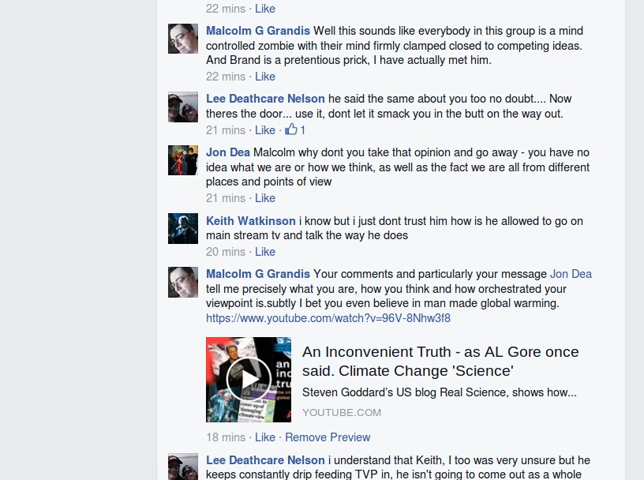 22 mins · Like
Malcolm G Grandis Well this sounds like everybody in this group is a mind
controlled zombie with their mind firmly clamped closed to competing ideas.
And Brand is a pretentious prick, I have actually met him.
22 mins · Like
Lee Deathcare Nelson he said the same about you too no doubt.... Now
theres the door... use it, dont let it smack you in the butt on the way out.
21 mins · Like · 1
Jon Dea Malcolm why dont you take that opinion and go away - you have no
idea what we are or how we think, as well as the fact we are all from different
places and points of view
21 mins · Like
Keith Watkinson i know but i just dont trust him how is he allowed to go on
main stream tv and talk the way he does
20 mins · Like
Malcolm G Grandis Your comments and particularly your message Jon Dea
tell me precisely what you are, how you think and how orchestrated your
viewpoint is.subtly I bet you even believe in man made global warming.
https://www.youtube.com/watch?v=96V-8Nhw3f8
An Inconvenient Truth - as AL Gore once
said. Climate Change 'Science'
Steven Goddard's US blog Real Science, shows how...
YOUTUBE.COM
18 mins · Like · Remove Preview
Lee Deathcare Nelson i understand that Keith, I too was very unsure but he
keeps constantly drip feeding TVP in, he isn't going to come out as a whole